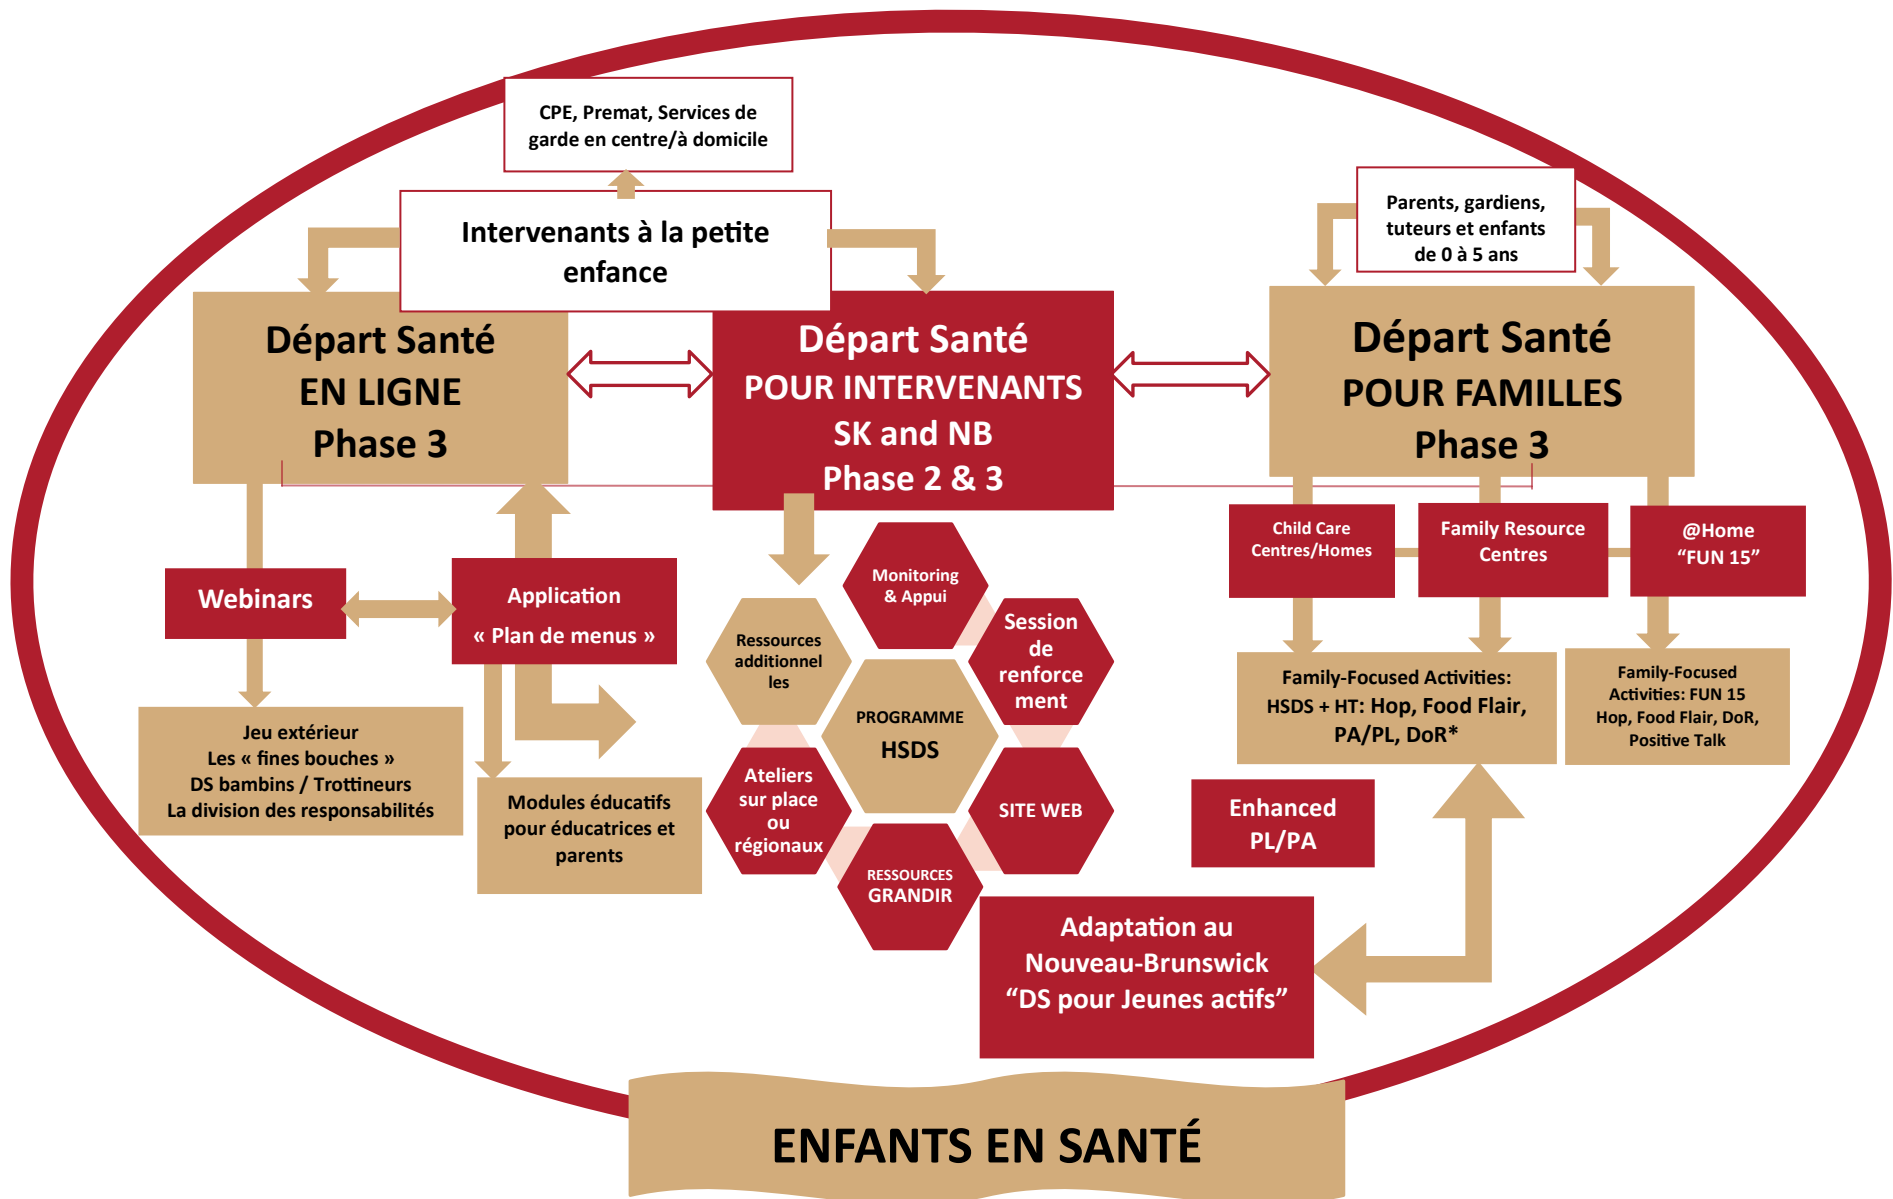 CPE, Premat, Services de
garde en centre/à domicile
Intervenants à la petite
enfance
Parents, gardiens,
tuteurs et enfants
de 0 à 5 ans
Départ Santé
EN LIGNE
Phase 3
Départ Santé
POUR INTERVENANTS
SK and NB
Phase 2 & 3
Départ Santé
POUR FAMILLES
Phase 3
Webinars
Application
« Plan de menus »
Jeu extérieur
Les « fines bouches »
DS bambins / Trottineurs
La division des responsabilités
Modules éducatifs
pour éducatrices et
parents
Monitoring
& Appui
Ressources
additionnel
les
Session
de
renforce
ment
PROGRAMME
HSDS
Ateliers
sur place
ou
régionaux
SITE WEB
RESSOURCES
GRANDIR
Child Care
Centres/Homes
Family Resource
Centres
@Home
“FUN 15”
Family-Focused Activities:
HSDS + HT: Hop, Food Flair,
PA/PL, DoR*
Family-Focused
Activities: FUN 15
Hop, Food Flair, DoR,
Positive Talk
Enhanced
PL/PA
Adaptation au
Nouveau-Brunswick
“DS pour Jeunes actifs”
ENFANTS EN SANTÉ